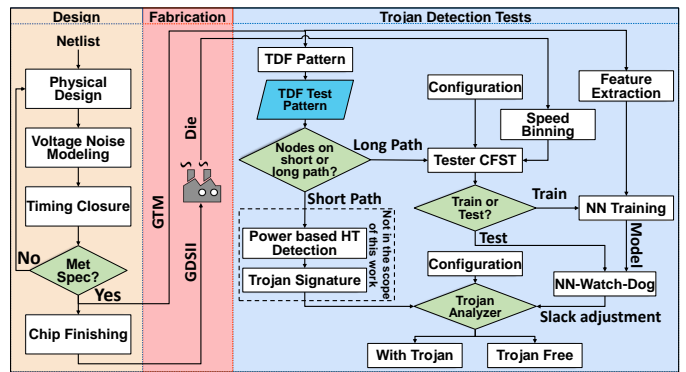 Design
Fabrication
Trojan Detection Tests
Netlist
Physical
Design
Voltage Noise
Modeling
Timing Closure
Met
Spec?
No
Yes
Chip Finishing
GTM
Die
GDSII
TDF Pattern
TDF Test
Pattern
Nodes on
short or
long path?
Long Path
Short Path
Power based HT
Detection
Trojan Signature
Not in the scope
of this work
Configuration
Speed
Binning
Feature
Extraction
Tester CFST
Train or
Test?
Train
Test
NN Training
Model
Configuration
NN-Watch-Dog
Trojan
Analyzer
Slack adjustment
With Trojan
Trojan Free